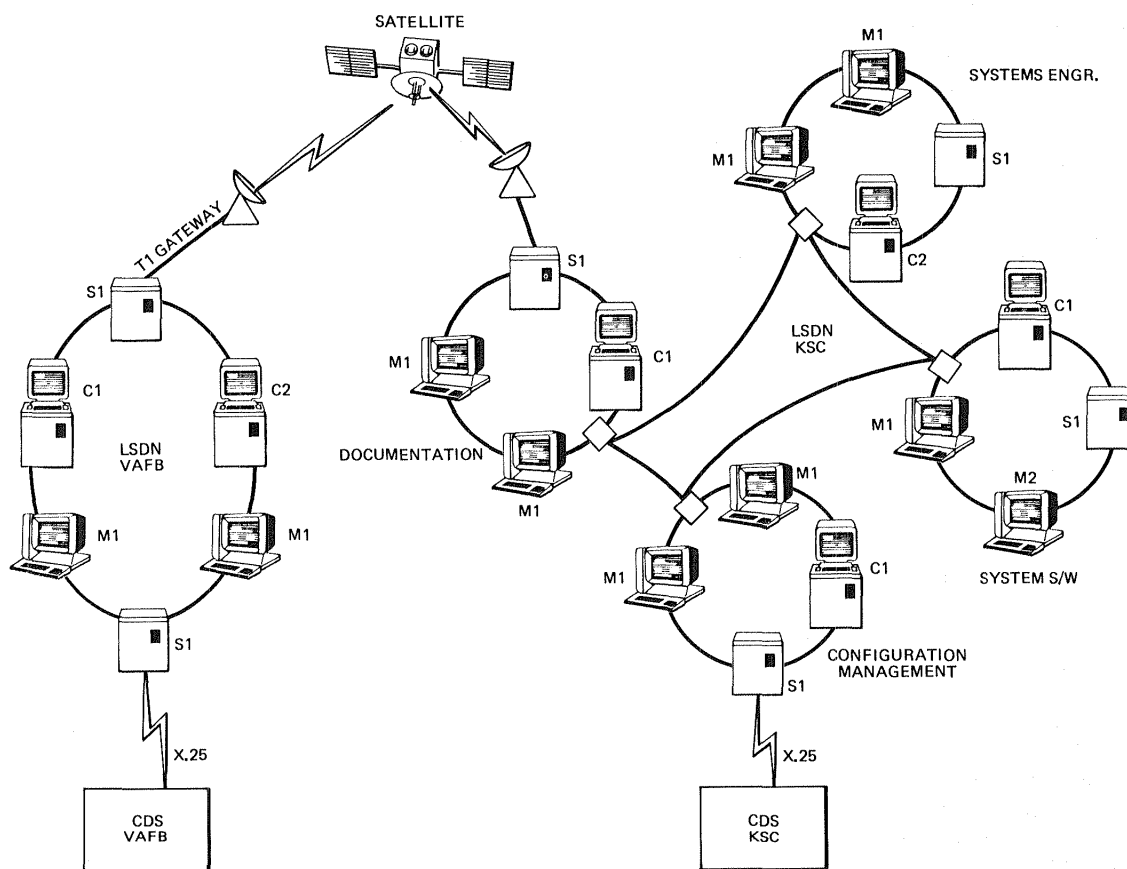 SATELLITE
M1
SYSTEMS ENGR.
M1
S1
C2
T1 GATEWAY
S1
S1
C1
LSDN
KSC
C1
C1
C2
M1
S1
M1
LSDN
VAFB
DOCUMENTATION
M1
M1
M2
M1
M1
M1
C1
SYSTEM S/W
S1
CONFIGURATION
MANAGEMENT
S1
X.25
X.25
CDS
VAFB
CDS
KSC